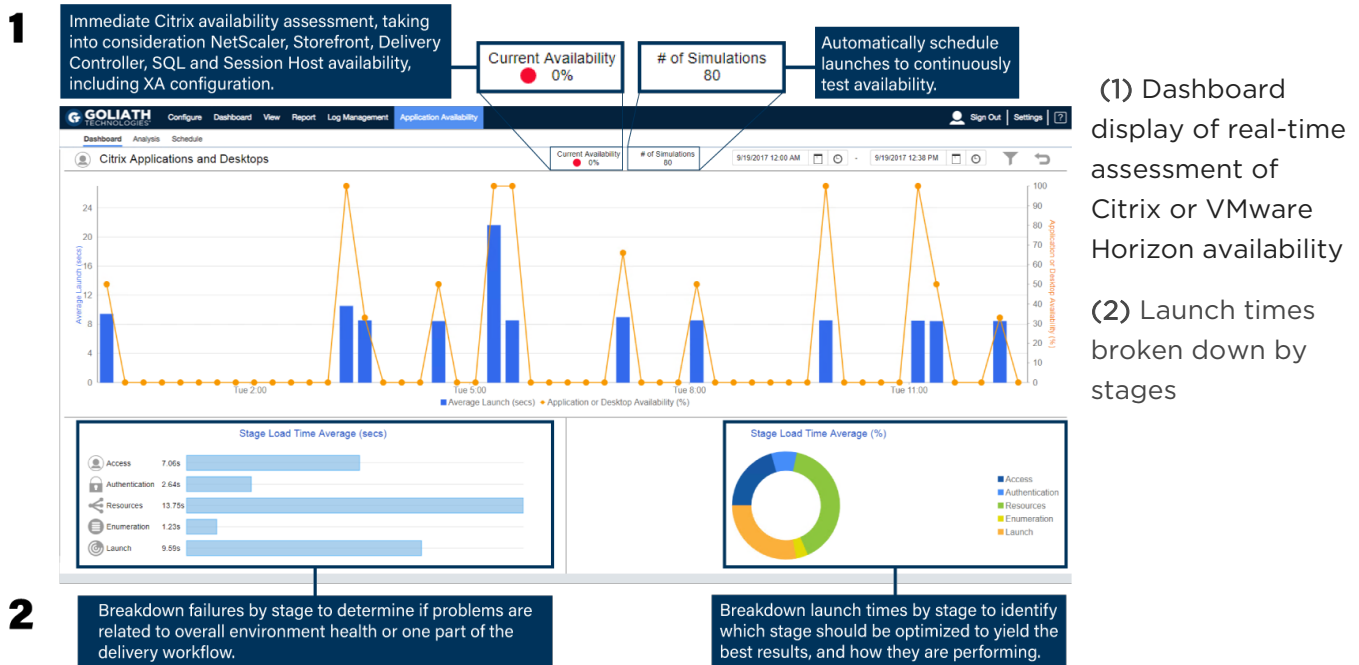 1
Immediate Citrix availability assessment, taking
into consideration NetScaler, Storefront, Delivery
Controller, SQL and Session Host availability,
including XA configuration.
Current Availability
0%
# of Simulations
80
Automatically schedule
launches to continuously
test availability.
G GOLIATH
TECHNOLOGIES
Configure Dashboard View Report Log Management Application Availability
Sign Out | Settings | ?
Dashboard Analysis Schedule
Citrix Applications and Desktops
Current Availability
0%
# of Simulations
80
9/19/2017 12:00 AM - 9/19/2017 12:38 PM
Average Launch (secs)
24
20
16
12
8
4
0
100
90
80
70
60
50
40
30
20
10
0
Application or Desktop Availability (%)
Tue 2:00 Tue 5:00 Tue 8:00 Tue 11:00
Average Launch (secs) Application or Desktop Availability (%)
Stage Load Time Average (secs)
Access 7.06s
Authentication 2.64s
Resources 13.75s
Enumeration 1.23s
Launch 9.59s
Stage Load Time Average (%)
Access
Authentication
Resources
Enumeration
Launch
2
Breakdown failures by stage to determine if problems are
related to overall environment health or one part of the
delivery workflow.
Breakdown launch times by stage to identify
which stage should be optimized to yield the
best results, and how they are performing.
(1) Dashboard
display of real-time
assessment of
Citrix or VMware
Horizon availability
(2) Launch times
broken down by
stages